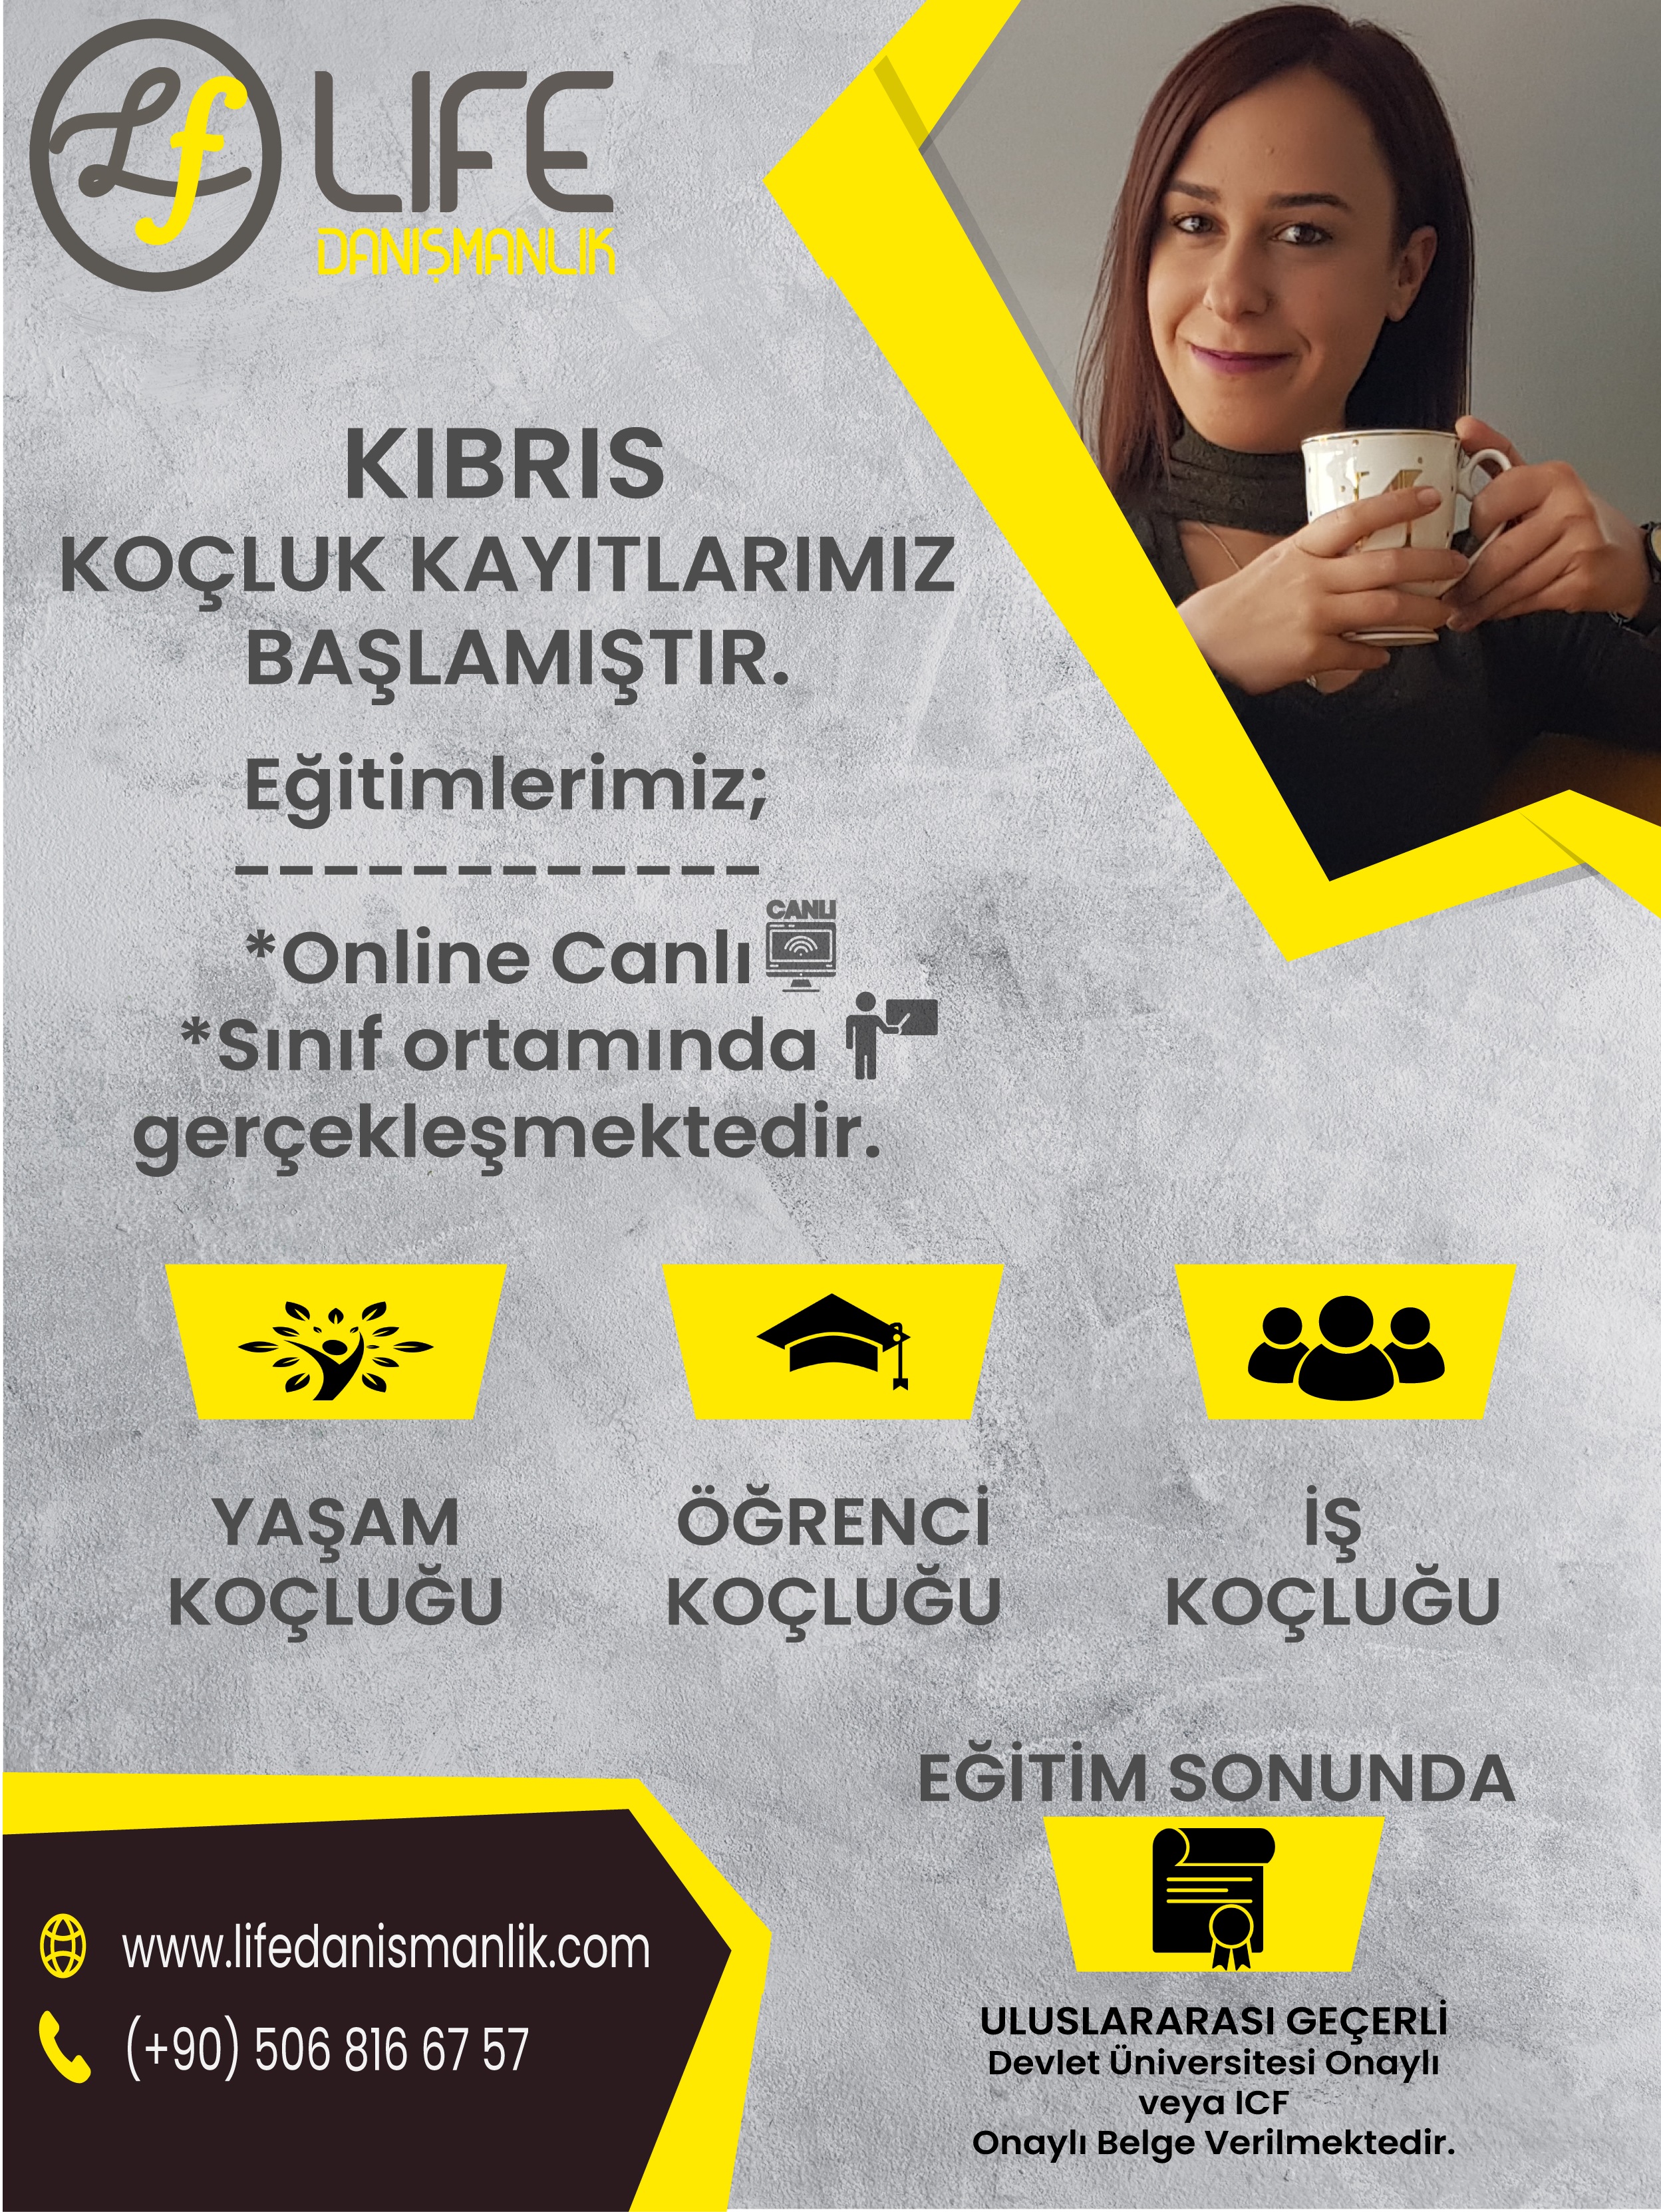 Lf LIFE
DANIŞMANLIK
KIBRIS
KOÇLUK KAYITLARIMIZ
BAŞLAMIŞTIR.
Eğitimlerimiz;
------------
*Online Canlı CANLI
*Sınıf ortamında
gerçekleşmektedir.
YAŞAM
KOÇLUĞU
ÖĞRENCİ
KOÇLUĞU
İŞ
KOÇLUĞU
EĞİTİM SONUNDA
ULUSLARARASI GEÇERLİ
Devlet Üniversitesi Onaylı
veya ICF
Onaylı Belge Verilmektedir.
www.lifedanismanlik.com
(+90) 506 816 67 57